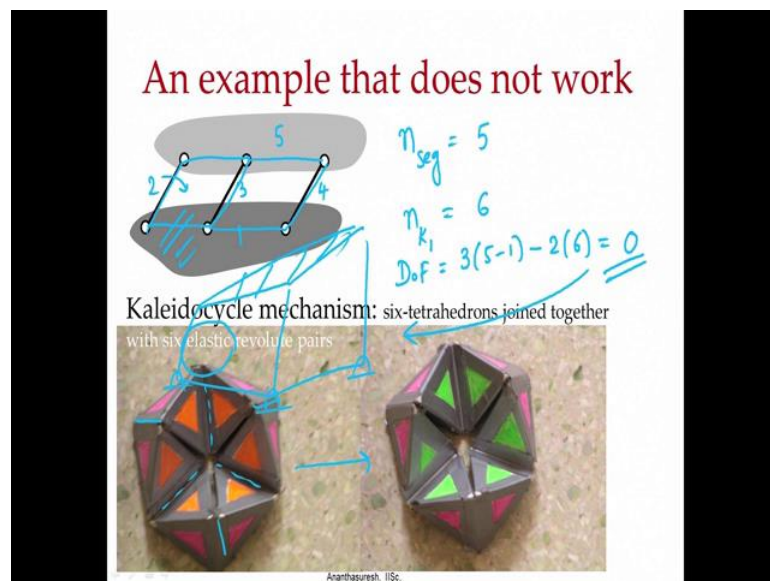 An example that does not work
5
n_seg = 5
2
3
4
1
n_K₁ = 6
DoF = 3(5-1) - 2(6) = 0
Kaleidocycle mechanism: six-tetrahedrons joined together
with six elastic revolute pairs
Ananthasuresh, IISc.